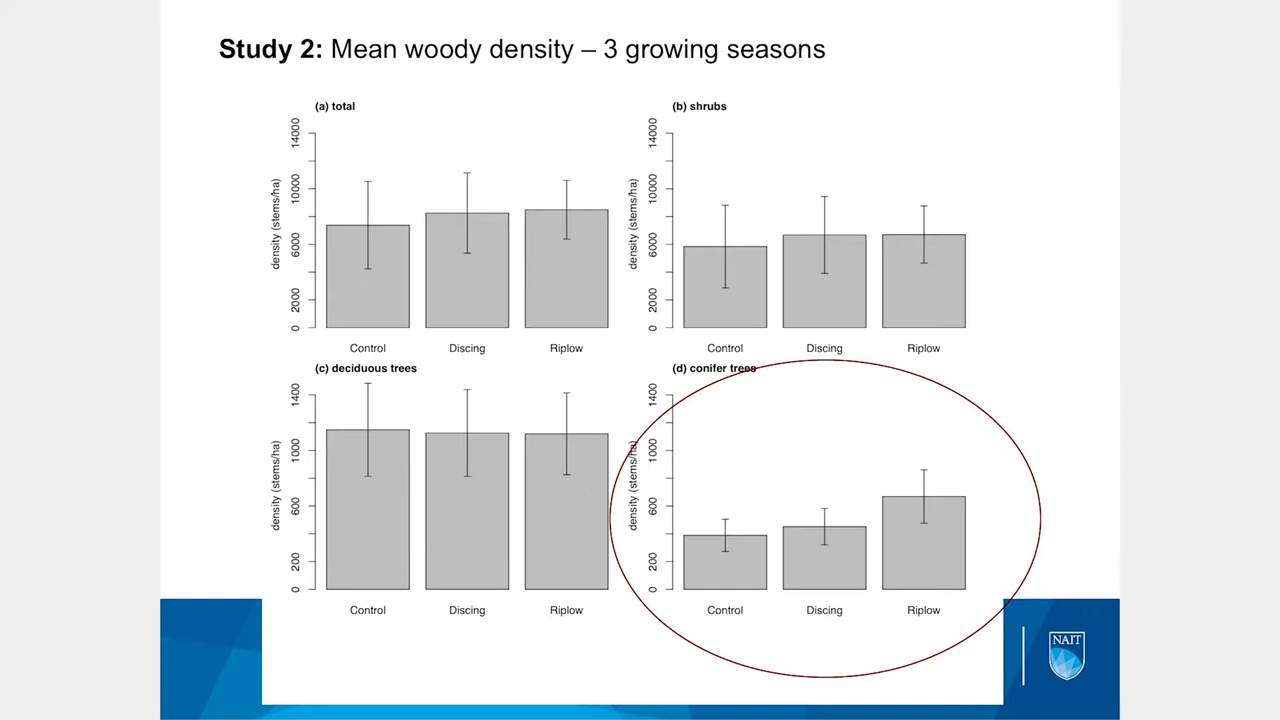 Study 2: Mean woody density – 3 growing seasons
(a) total
density (stems/ha)
14000
10000
6000
2000
0
Control Discing Riplow
(b) shrubs
density (stems/ha)
14000
10000
6000
2000
0
Control Discing Riplow
(c) deciduous trees
density (stems/ha)
1400
1000
600
200
0
Control Discing Riplow
(d) conifer trees
density (stems/ha)
1400
1000
600
200
0
Control Discing Riplow
NAIT